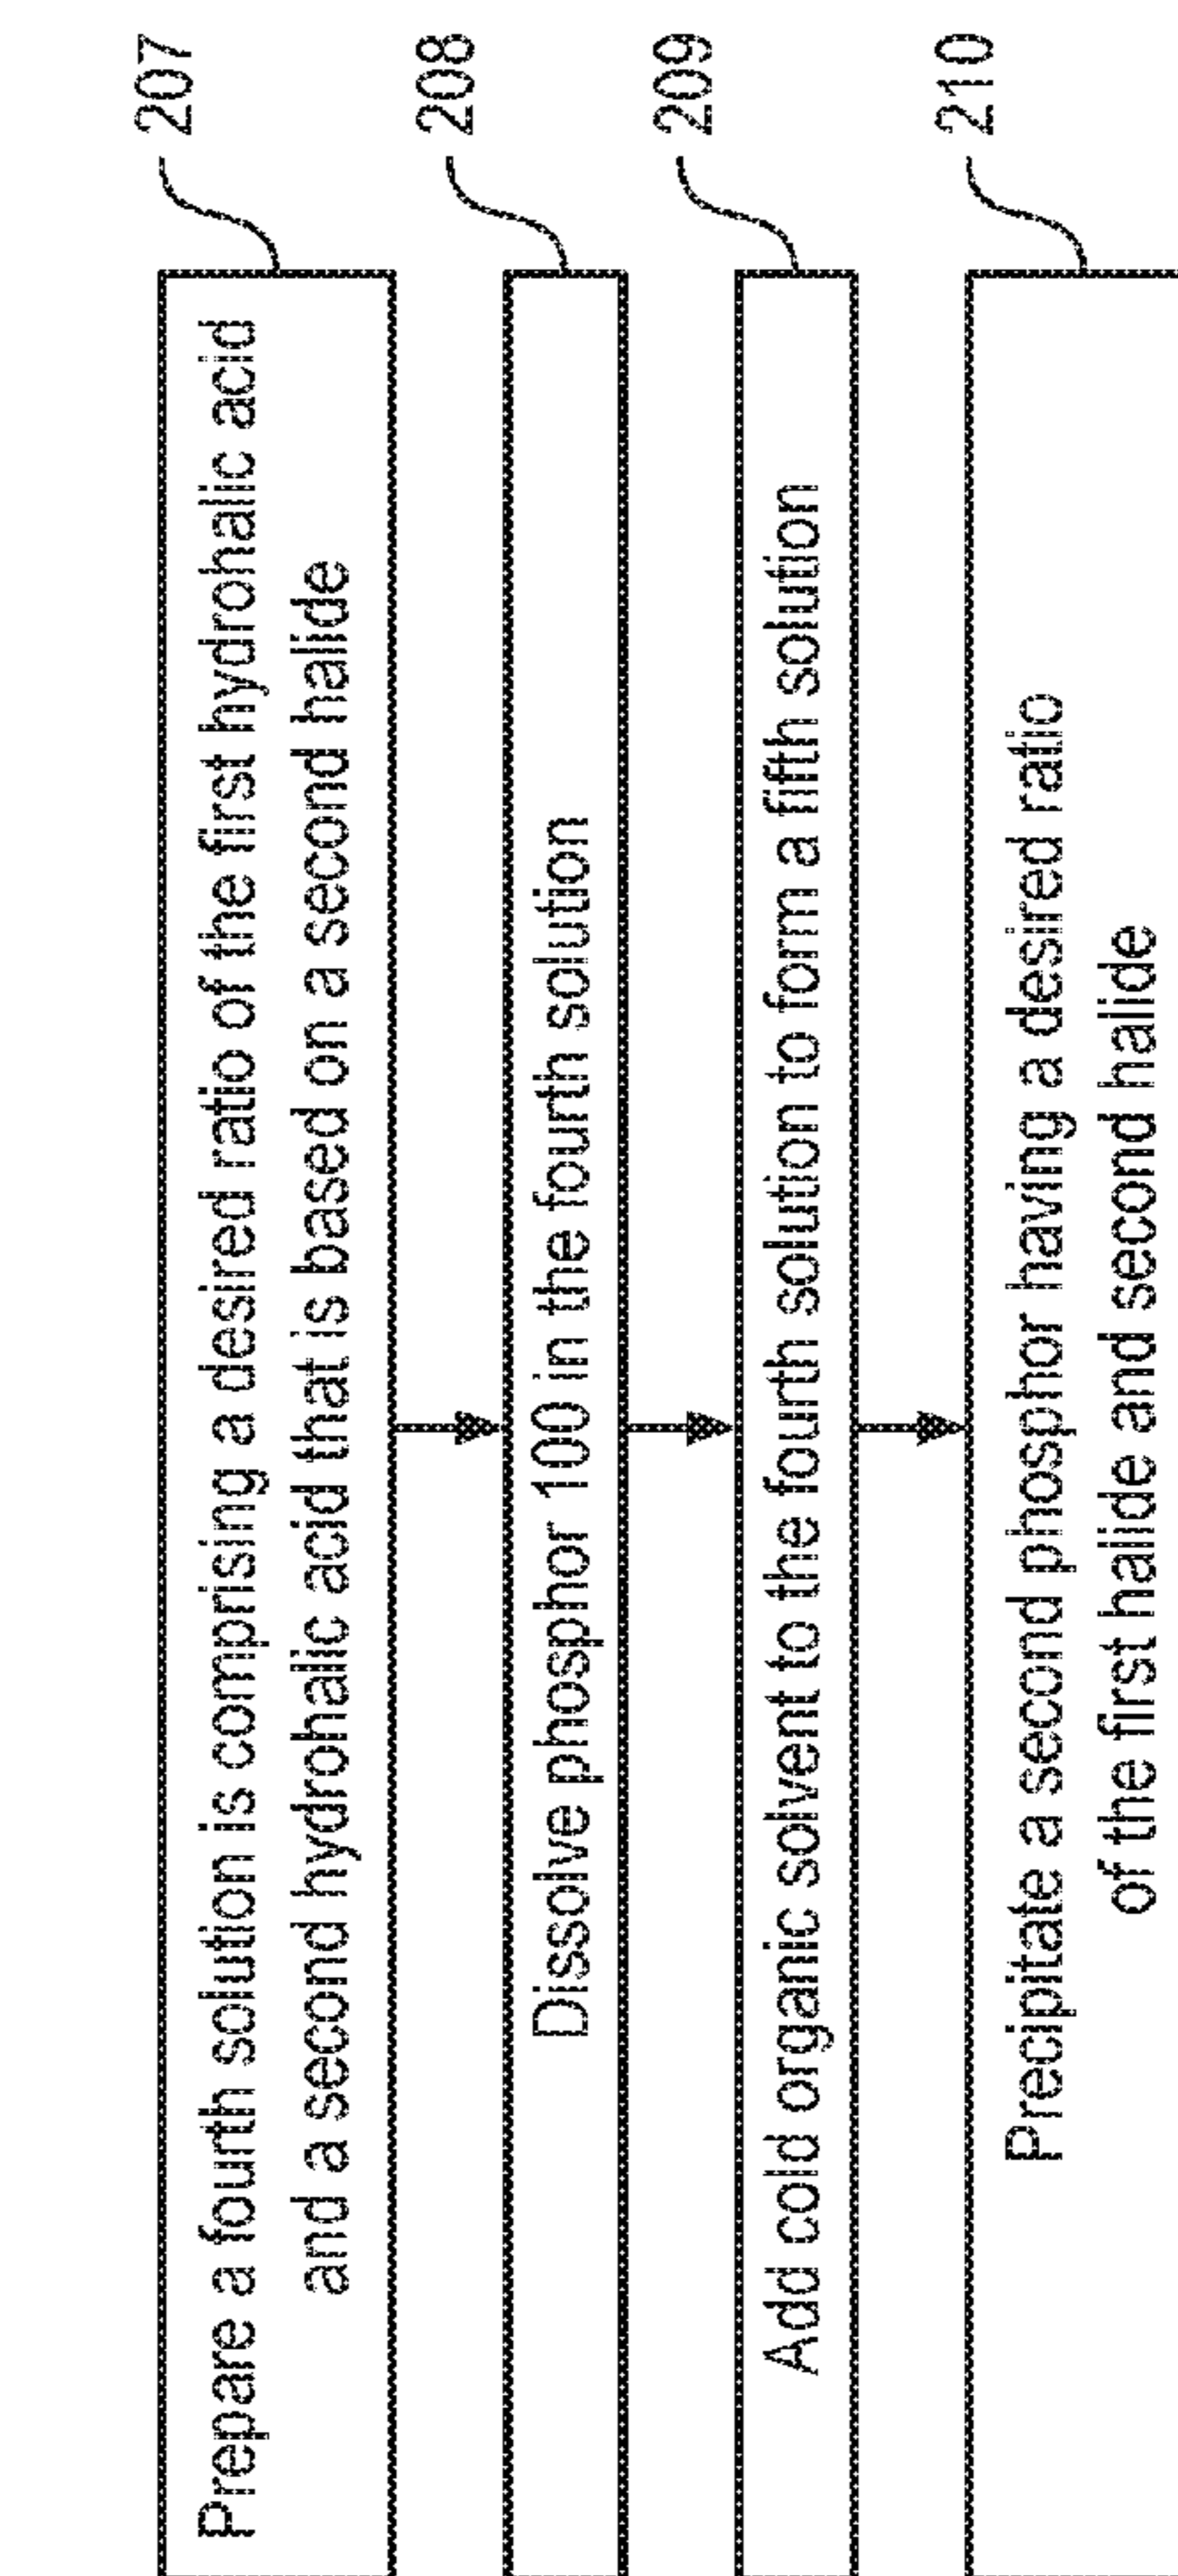 Prepare a fourth solution is comprising a desired ratio of the first hydrohalic acid
and a second hydrohalic acid that is based on a second halide
207
Dissolve phosphor 100 in the fourth solution
208
Add cold organic solvent to the fourth solution to form a fifth solution
209
Precipitate a second phosphor having a desired ratio
of the first halide and second halide
210